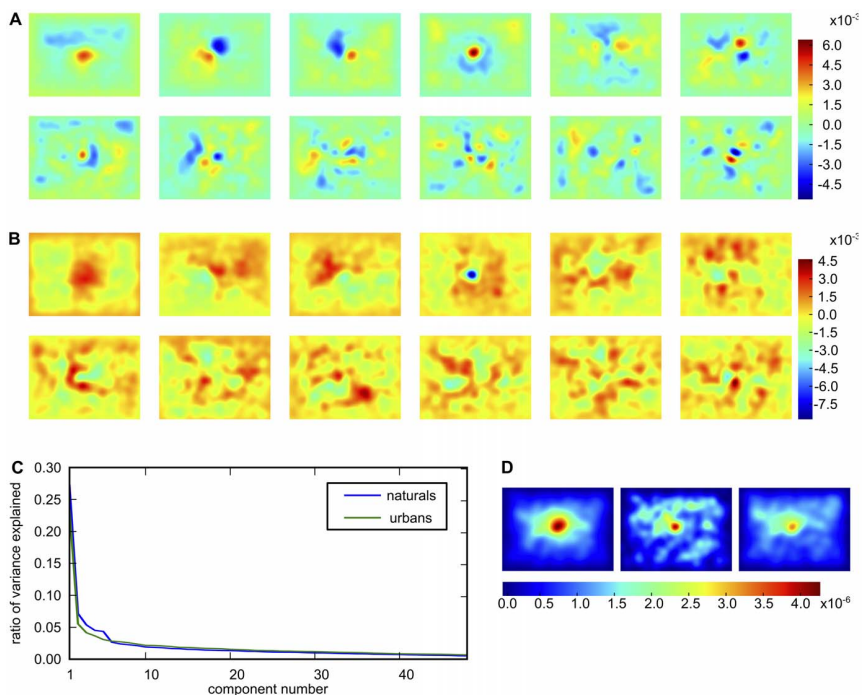 A
x10⁻³
6.0
4.5
3.0
1.5
0.0
-1.5
-3.0
-4.5
B
x10⁻³
4.5
3.0
1.5
0.0
-1.5
-3.0
-4.5
-6.0
-7.5
C
ratio of variance explained
0.30
0.25
0.20
0.15
0.10
0.05
0.00
naturals
urbans
1 10 20 30 40
component number
D
0.0 0.5 1.0 1.5 2.0 2.5 3.0 3.5 4.0 x10⁻⁶